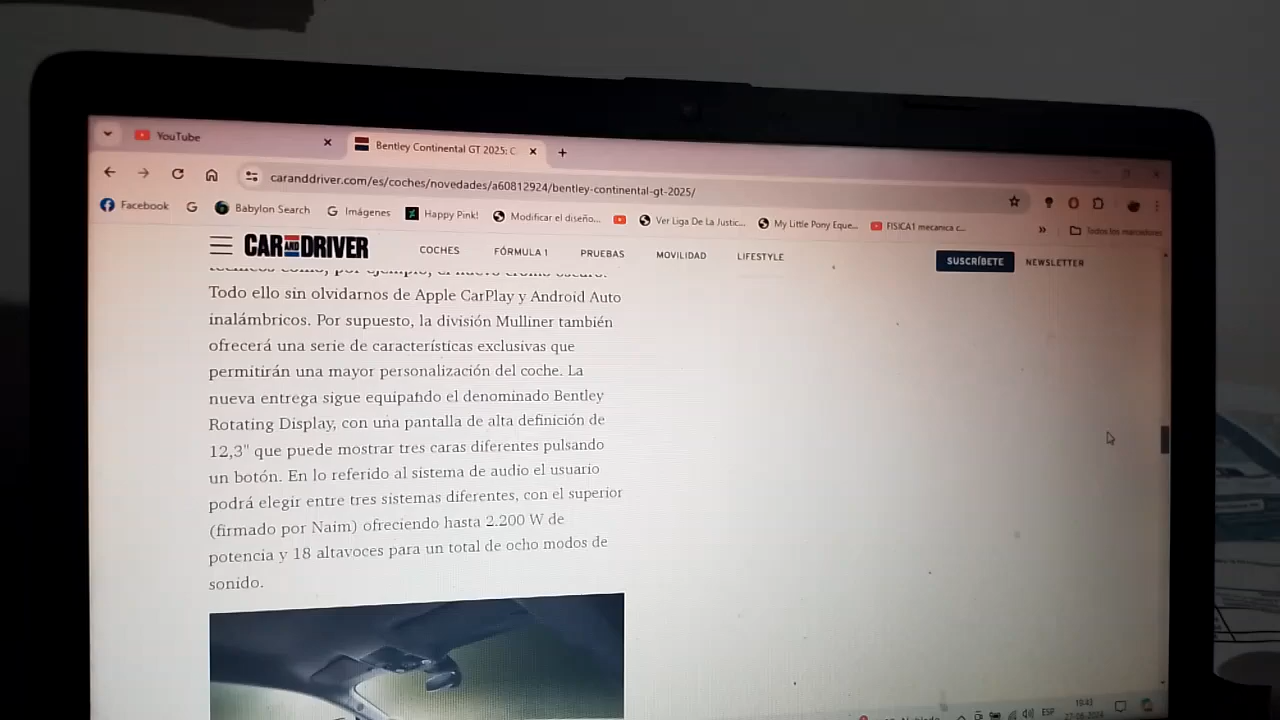 YouTube
Bentley Continental GT 2025: C
caranddriver.com/es/coches/novedades/a60812924/bentley-continental-gt-2025/
Facebook
Babylon Search
Imágenes
Happy Pink!
Modificar el diseño...
Ver Liga De La Justic...
My Little Pony Eque...
FISICA1 mecanica c...
»
Todos los marcadores
CAR AND DRIVER
COCHES
FÓRMULA 1
PRUEBAS
MOVILIDAD
LIFESTYLE
SUSCRÍBETE
NEWSLETTER
Todo ello sin olvidarnos de Apple CarPlay y Android Auto
inalámbricos. Por supuesto, la división Mulliner también
ofrecerá una serie de características exclusivas que
permitirán una mayor personalización del coche. La
nueva entrega sigue equipando el denominado Bentley
Rotating Display, con una pantalla de alta definición de
12,3" que puede mostrar tres caras diferentes pulsando
un botón. En lo referido al sistema de audio el usuario
podrá elegir entre tres sistemas diferentes, con el superior
(firmado por Naim) ofreciendo hasta 2.200 W de
potencia y 18 altavoces para un total de ocho modos de
sonido.
ESP
19:43